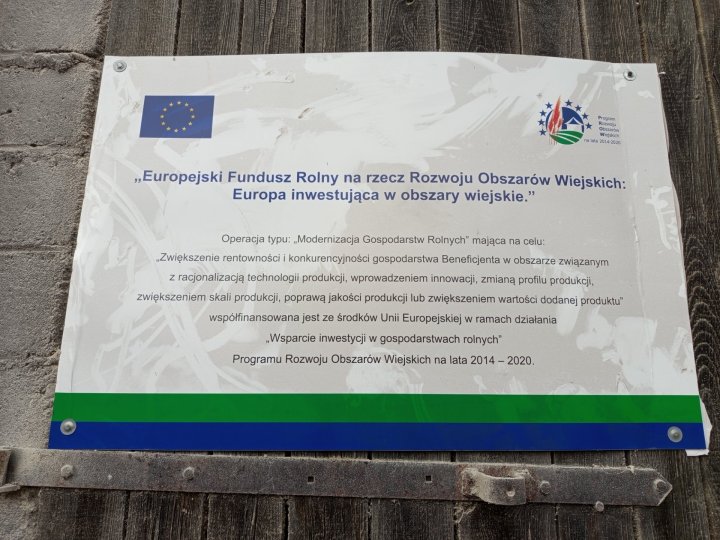 Program
Rozwoju
Obszarów
Wiejskich
na lata 2014-2020
„Europejski Fundusz Rolny na rzecz Rozwoju Obszarów Wiejskich:
Europa inwestująca w obszary wiejskie.”
Operacja typu: „Modernizacja Gospodarstw Rolnych” mająca na celu:
„Zwiększenie rentowności i konkurencyjności gospodarstwa Beneficjenta w obszarze związanym
z racjonalizacją technologii produkcji, wprowadzeniem innowacji, zmianą profilu produkcji,
zwiększeniem skali produkcji, poprawą jakości produkcji lub zwiększeniem wartości dodanej produktu”
współfinansowana jest ze środków Unii Europejskiej w ramach działania
„Wsparcie inwestycji w gospodarstwach rolnych”
Programu Rozwoju Obszarów Wiejskich na lata 2014 – 2020.